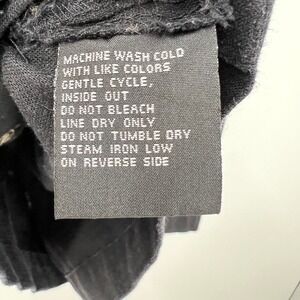 MACHINE WASH COLD
WITH LIKE COLORS
GENTLE CYCLE,
INSIDE OUT
DO NOT BLEACH
LINE DRY ONLY
DO NOT TUMBLE DRY
STEAM IRON LOW
ON REVERSE SIDE